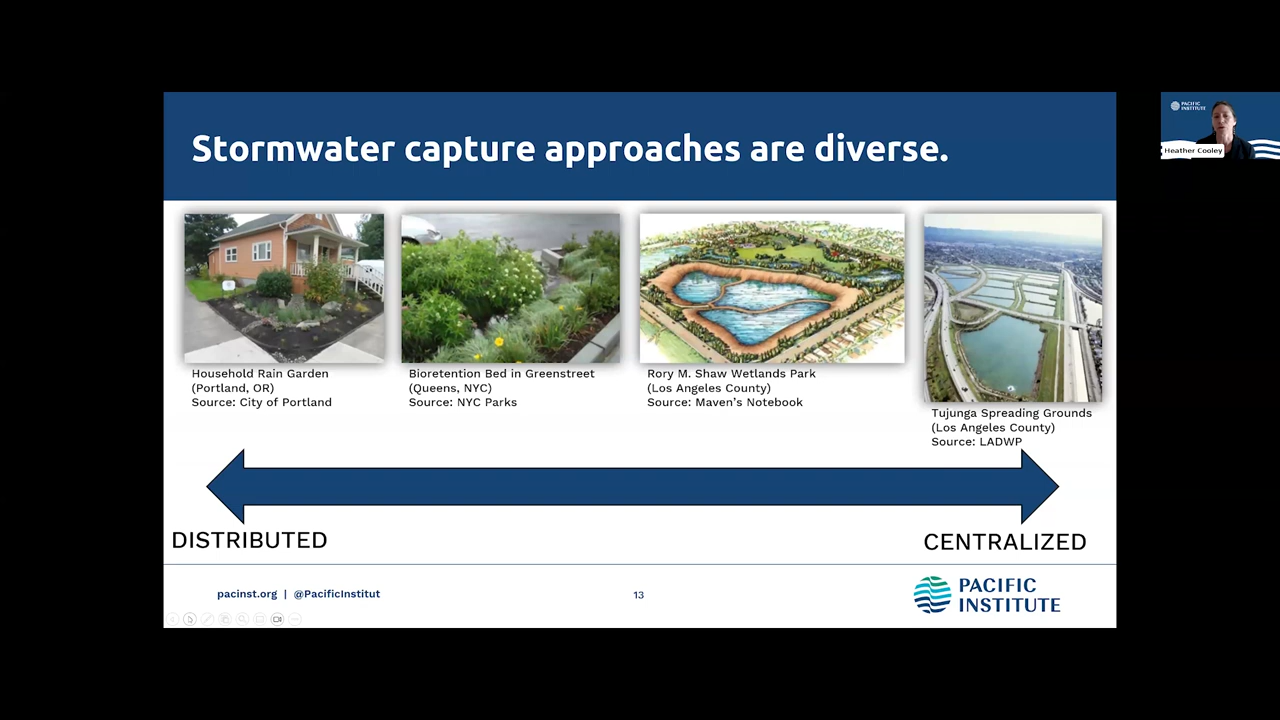 Stormwater capture approaches are diverse.
PACIFIC
INSTITUTE
Heather Cooley
Household Rain Garden
(Portland, OR)
Source: City of Portland
Bioretention Bed in Greenstreet
(Queens, NYC)
Source: NYC Parks
Rory M. Shaw Wetlands Park
(Los Angeles County)
Source: Maven's Notebook
Tujunga Spreading Grounds
(Los Angeles County)
Source: LADWP
DISTRIBUTED
CENTRALIZED
pacinst.org | @PacificInstitut
13
PACIFIC
INSTITUTE